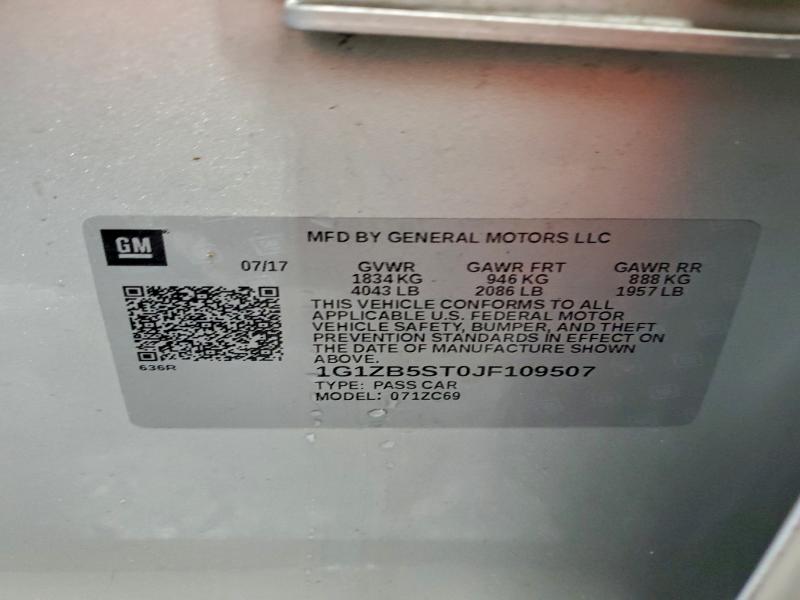 GM
MFD BY GENERAL MOTORS LLC
07/17
GVWR GAWR FRT GAWR RR
1834 KG 946 KG 888 KG
4043 LB 2086 LB 1957 LB
THIS VEHICLE CONFORMS TO ALL
APPLICABLE U.S. FEDERAL MOTOR
VEHICLE SAFETY, BUMPER, AND THEFT
PREVENTION STANDARDS IN EFFECT ON
THE DATE OF MANUFACTURE SHOWN
ABOVE.
636R
1G1ZB5ST0JF109507
TYPE: PASS CAR
MODEL: 071ZC69